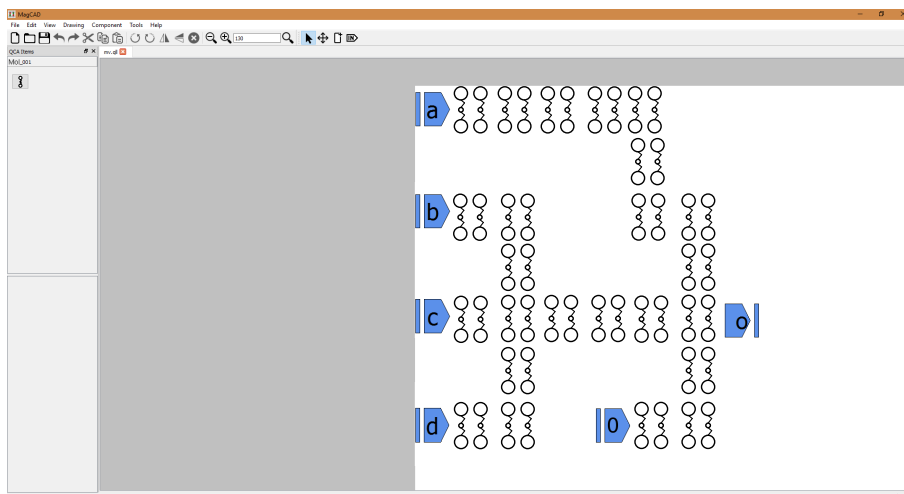 MagCAD
File Edit View Drawing Component Tools Help
130
QCA Items
mv.qll
Mol_001
a
b
c
o
d
0